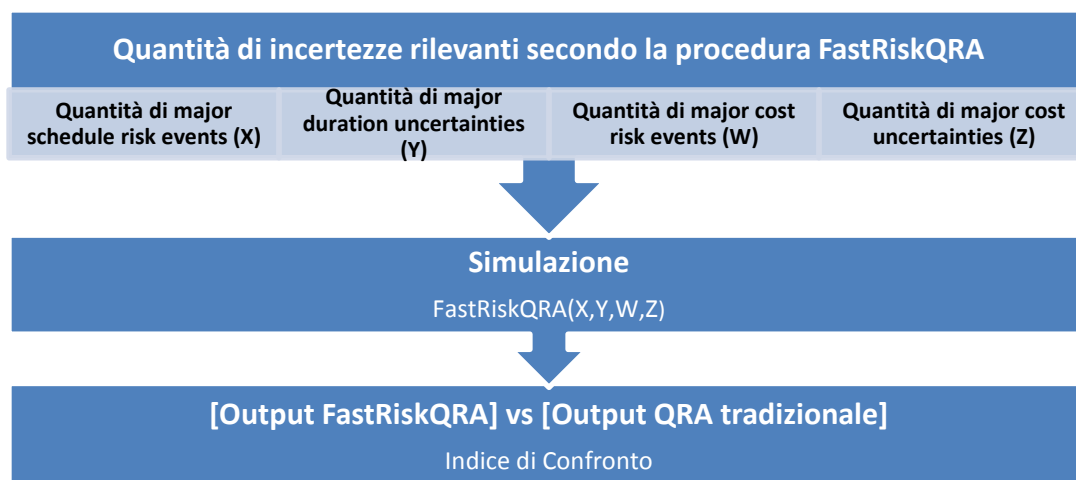 Quantità di incertezze rilevanti secondo la procedura FastRiskQRA
Quantità di major
schedule risk events (X)
Quantità di major
duration uncertainties
(Y)
Quantità di major cost
risk events (W)
Quantità di major cost
uncertainties (Z)
Simulazione
FastRiskQRA(X,Y,W,Z)
[Output FastRiskQRA] vs [Output QRA tradizionale]
Indice di Confronto